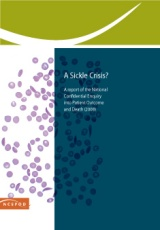 A Sickle Crisis?
A report of the National
Confidential Enquiry
into Patient Outcome
and Death (2008)
NCEPOD